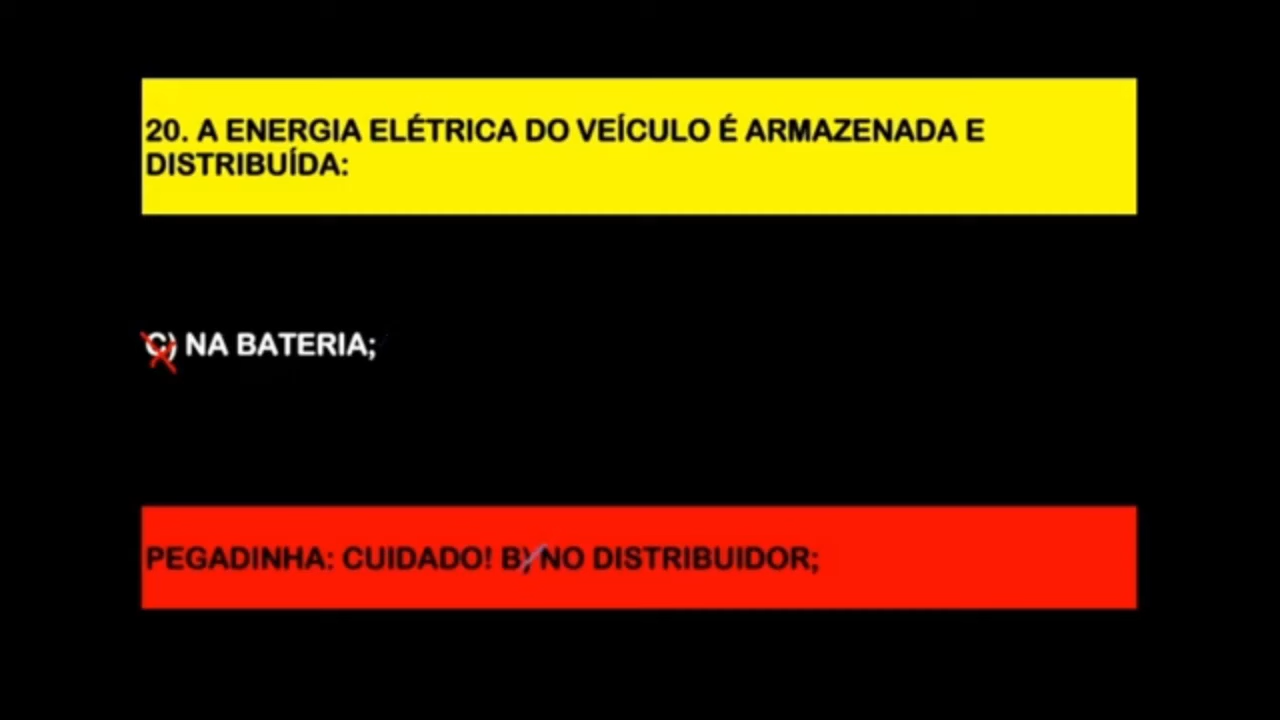 20. A ENERGIA ELÉTRICA DO VEÍCULO É ARMAZENADA E
DISTRIBUÍDA:
C) NA BATERIA;
PEGADINHA: CUIDADO! B) NO DISTRIBUIDOR;